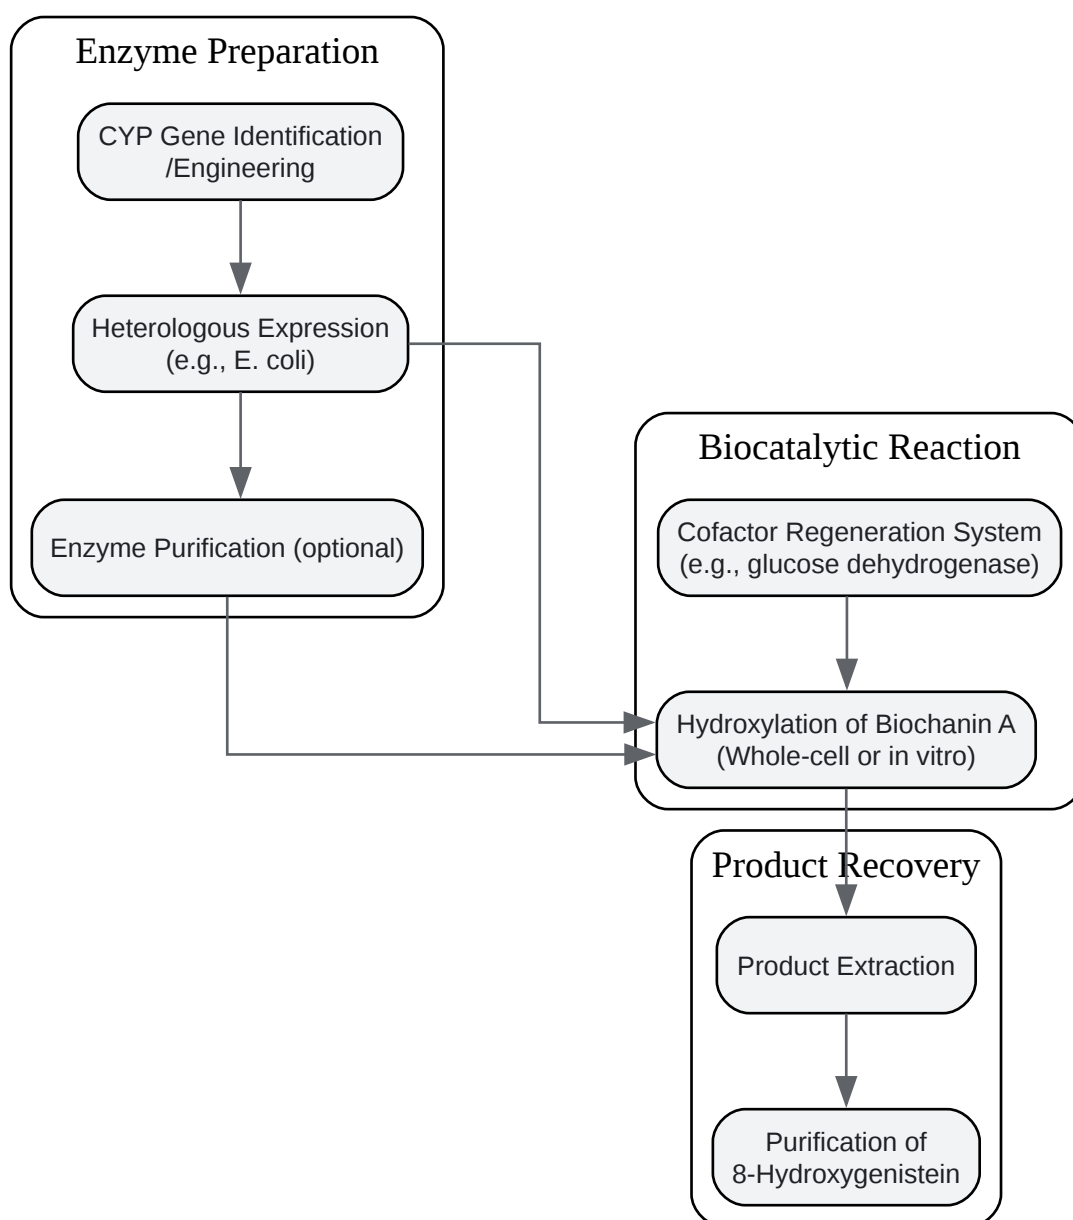 Enzyme Preparation
CYP Gene Identification
/Engineering
Heterologous Expression
(e.g., E. coli)
Enzyme Purification (optional)
Biocatalytic Reaction
Cofactor Regeneration System
(e.g., glucose dehydrogenase)
Hydroxylation of Biochanin A
(Whole-cell or in vitro)
Product Recovery
Product Extraction
Purification of
8-Hydroxygenistein